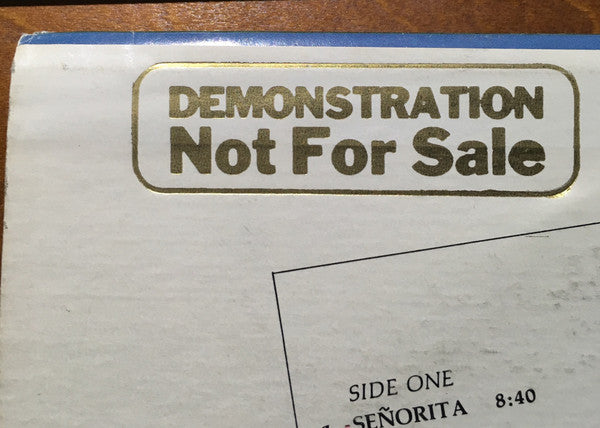 DEMONSTRATION
Not For Sale
SIDE ONE
SEÑORITA 8:40